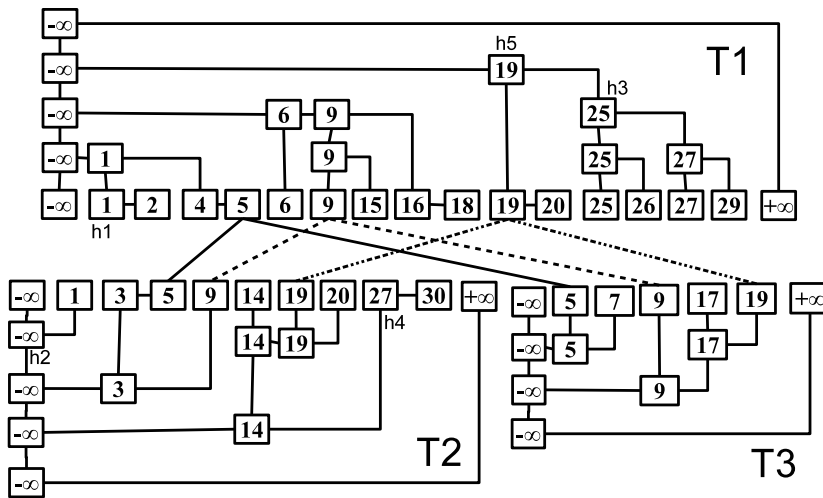 -∞
h5
T1
-∞ 19
h3
-∞ 6 9 25
-∞ 1 9 25 27
-∞ 1 2 4 5 6 9 15 16 18 19 20 25 26 27 29 +∞
h1
-∞ 1 3 5 9 14 19 20 27 30 +∞ -∞ 5 7 9 17 19 +∞
h4
-∞ 14 19 -∞ 5 17
h2
-∞ 3 -∞ 9
-∞ 14 -∞
T2 T3
-∞